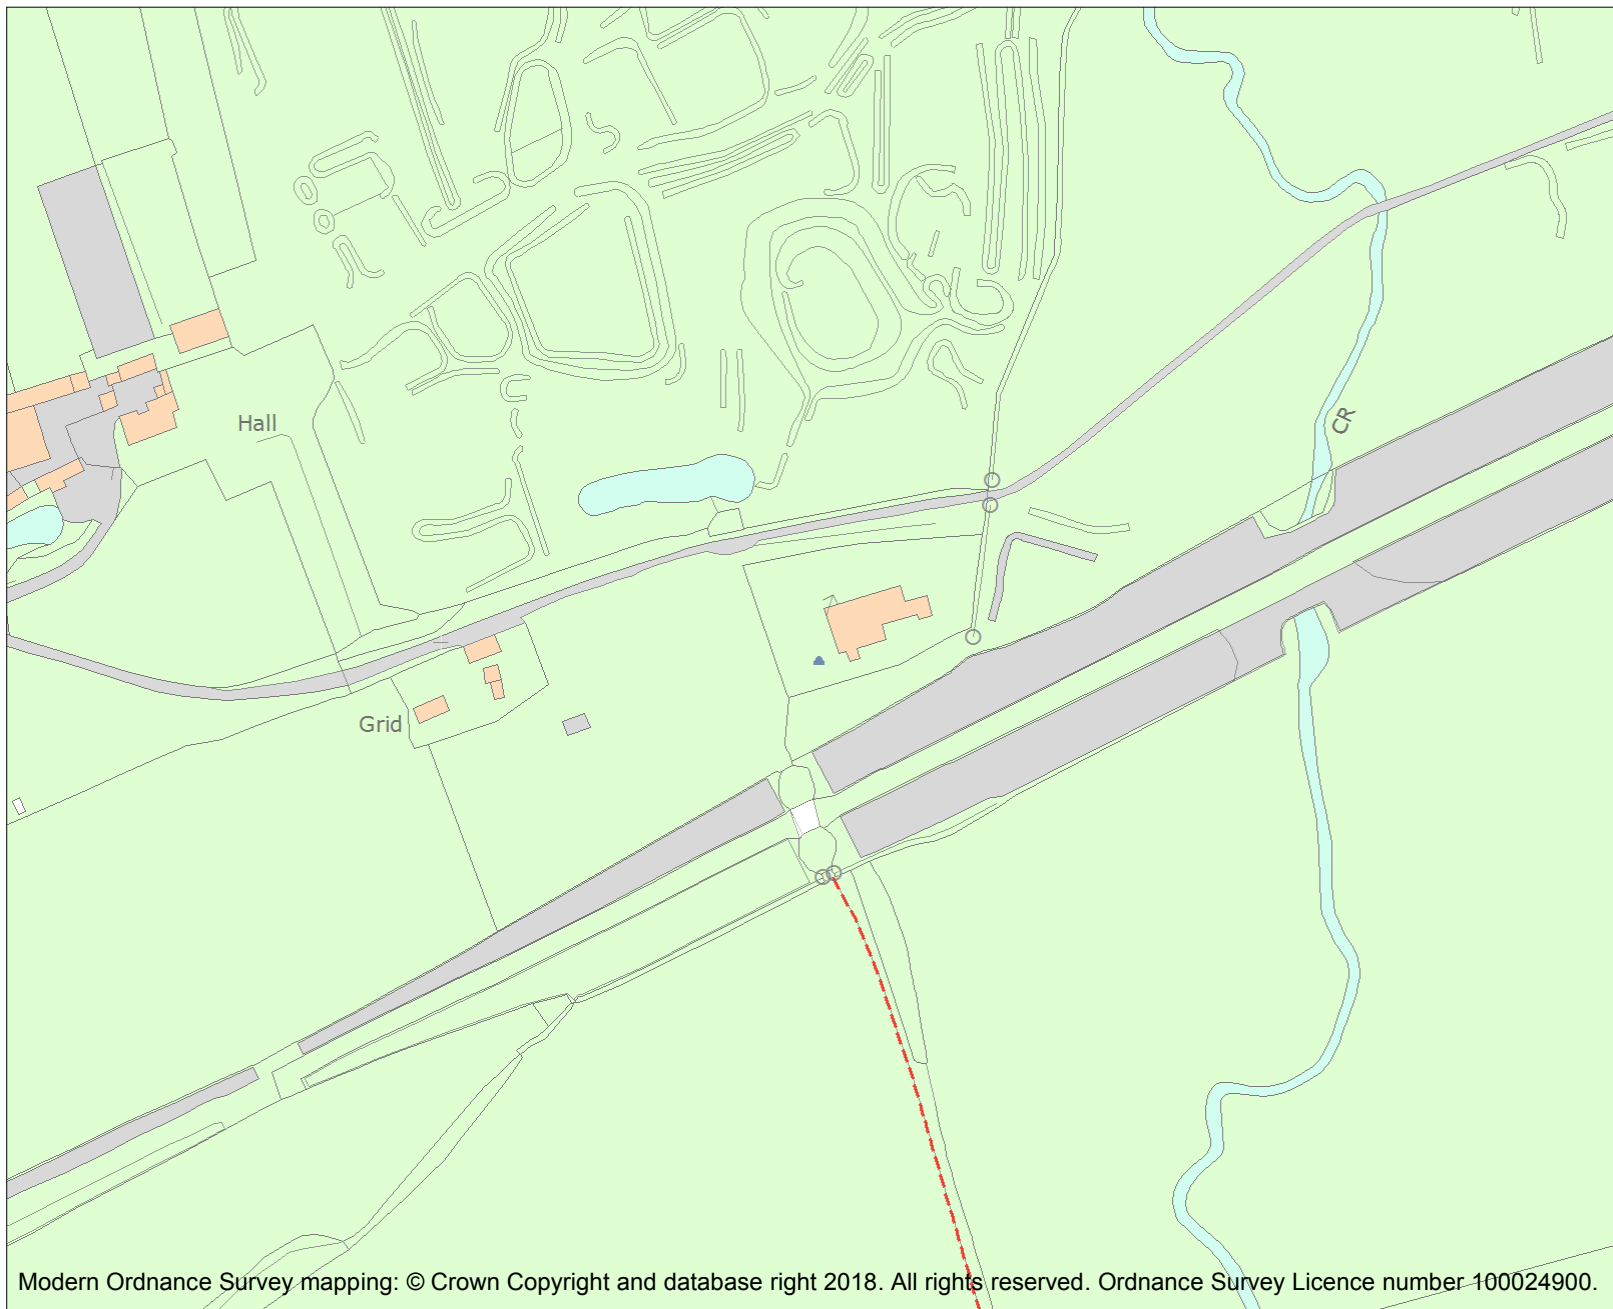 Hall
CR
Grid
Modern Ordnance Survey mapping: © Crown Copyright and database right 2018. All rights reserved. Ordnance Survey Licence number 100024900.